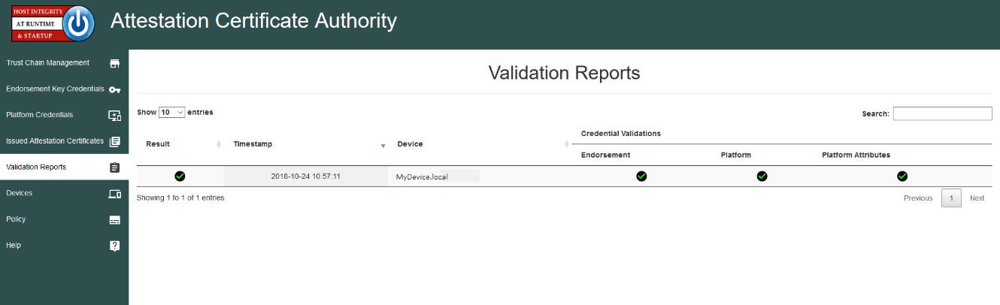 HOST INTEGRITY
AT RUNTIME
& STARTUP
Attestation Certificate Authority
Trust Chain Management
Endorsement Key Credentials
Platform Credentials
Issued Attestation Certificates
Validation Reports
Devices
Policy
Help
Validation Reports
Show 10 entries
Search:
Result Timestamp Device Credential Validations
Endorsement Platform Platform Attributes
2018-10-24 10:57:11 MyDevice.local
Showing 1 to 1 of 1 entries
Previous 1 Next